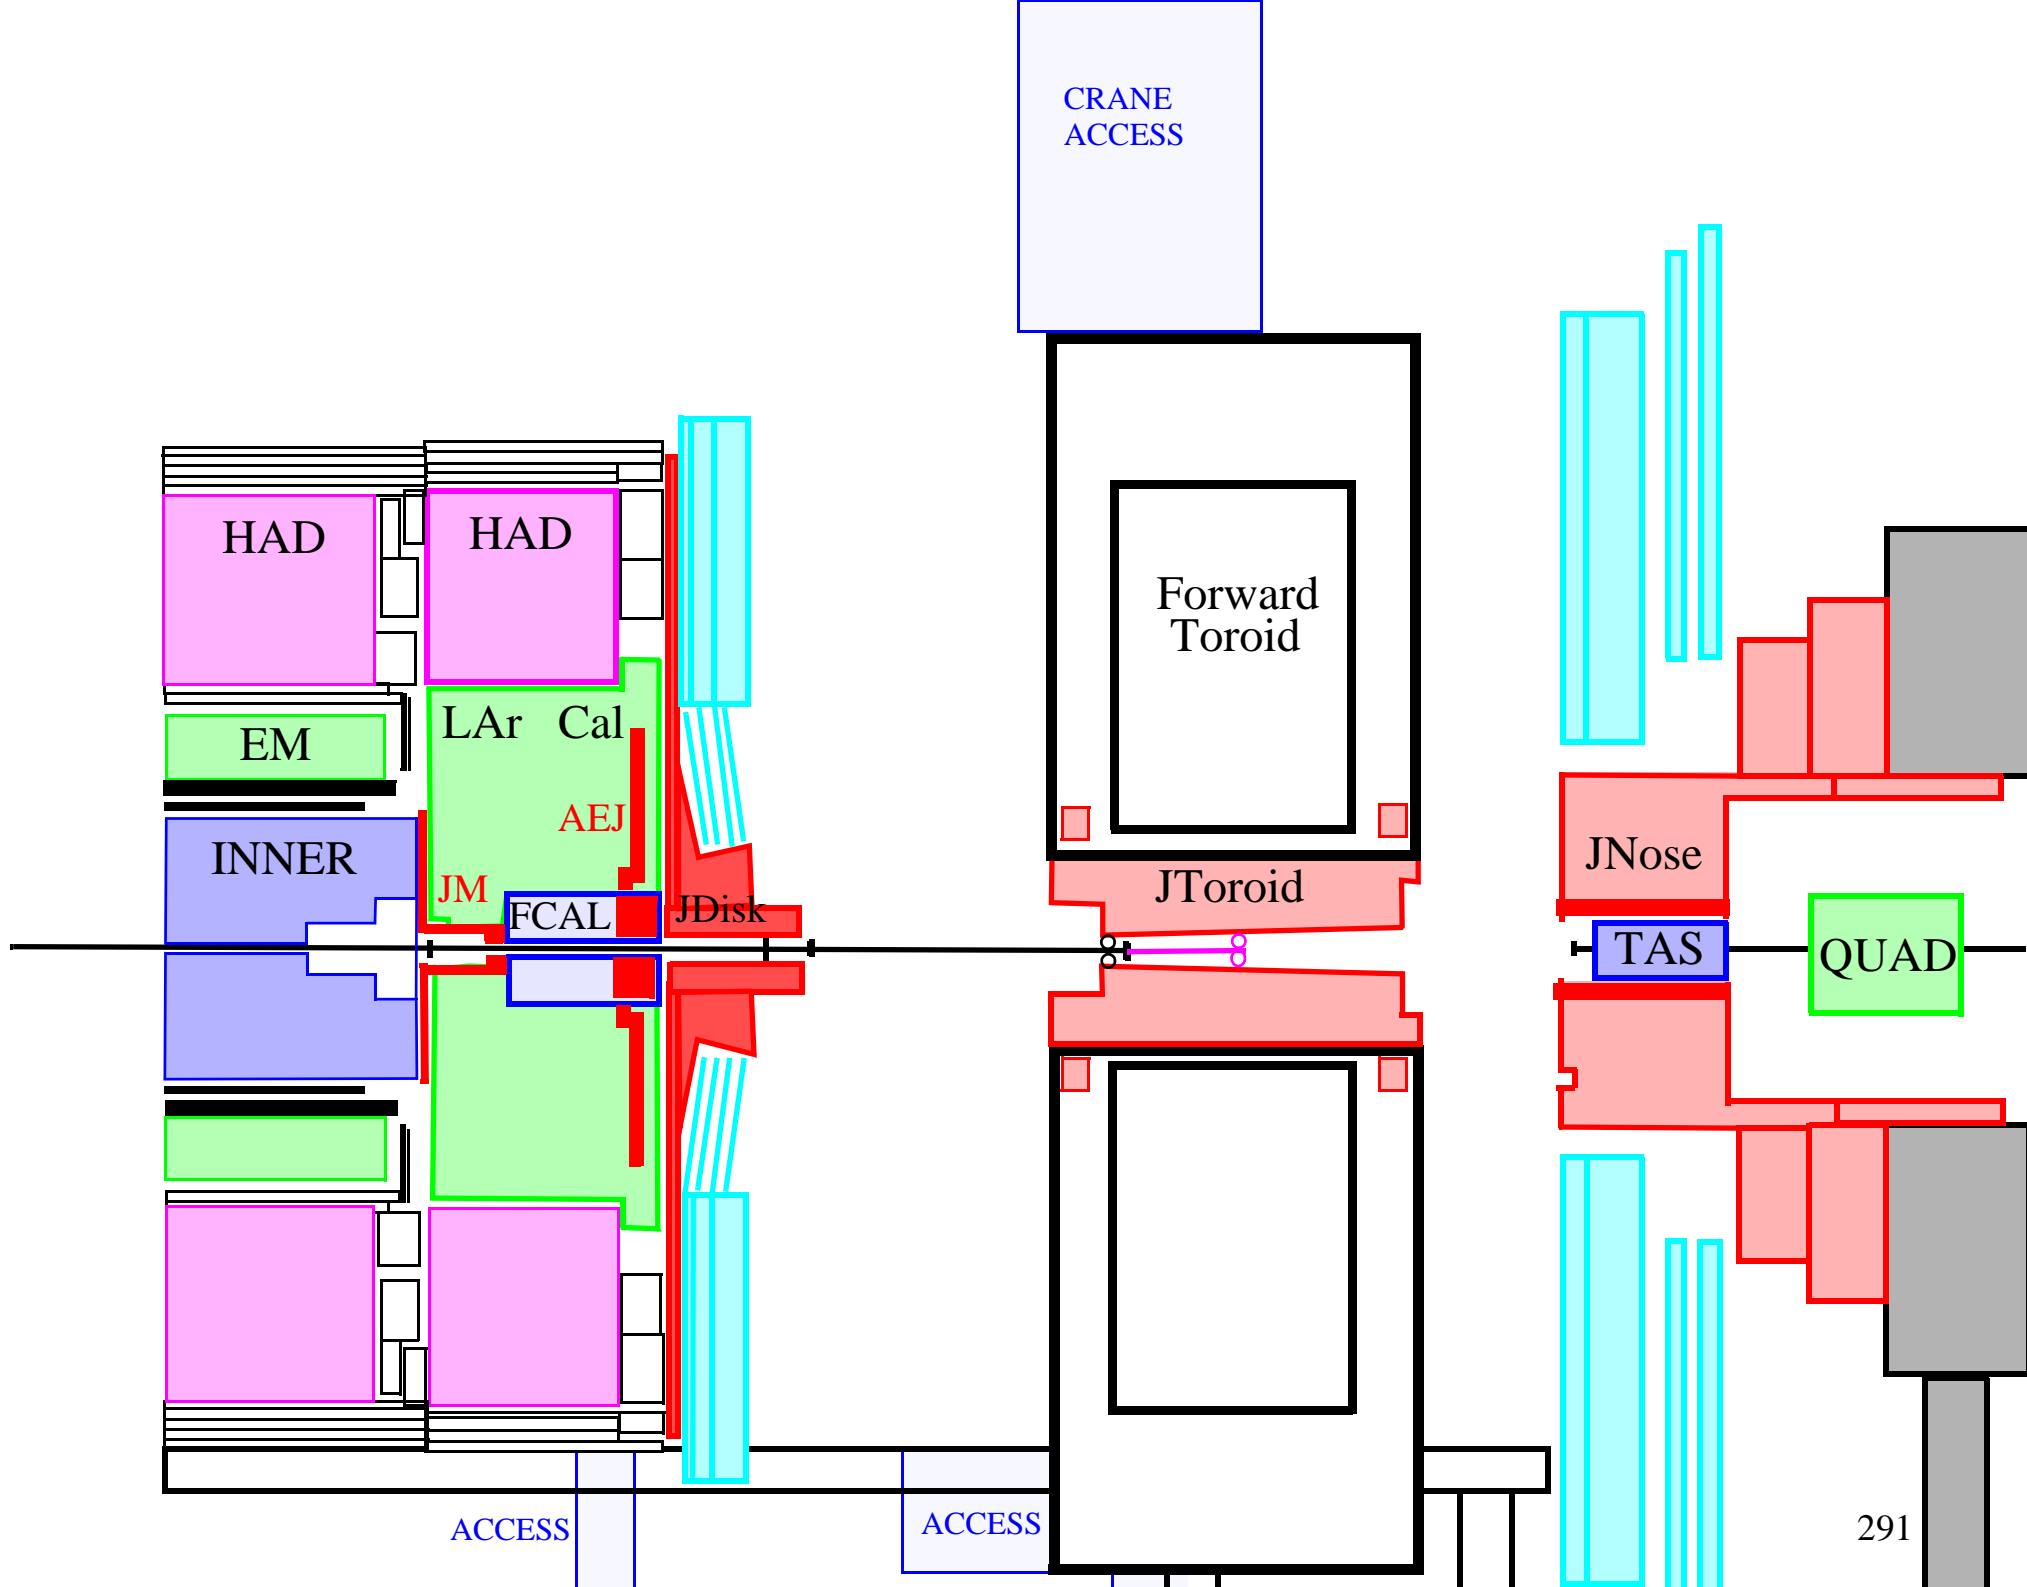 CRANE
ACCESS
HAD
HAD
Forward
Toroid
LAr Cal
EM
AEJ
INNER
JM
FCAL
JDisk
JToroid
JNose
TAS
QUAD
ACCESS
ACCESS
291